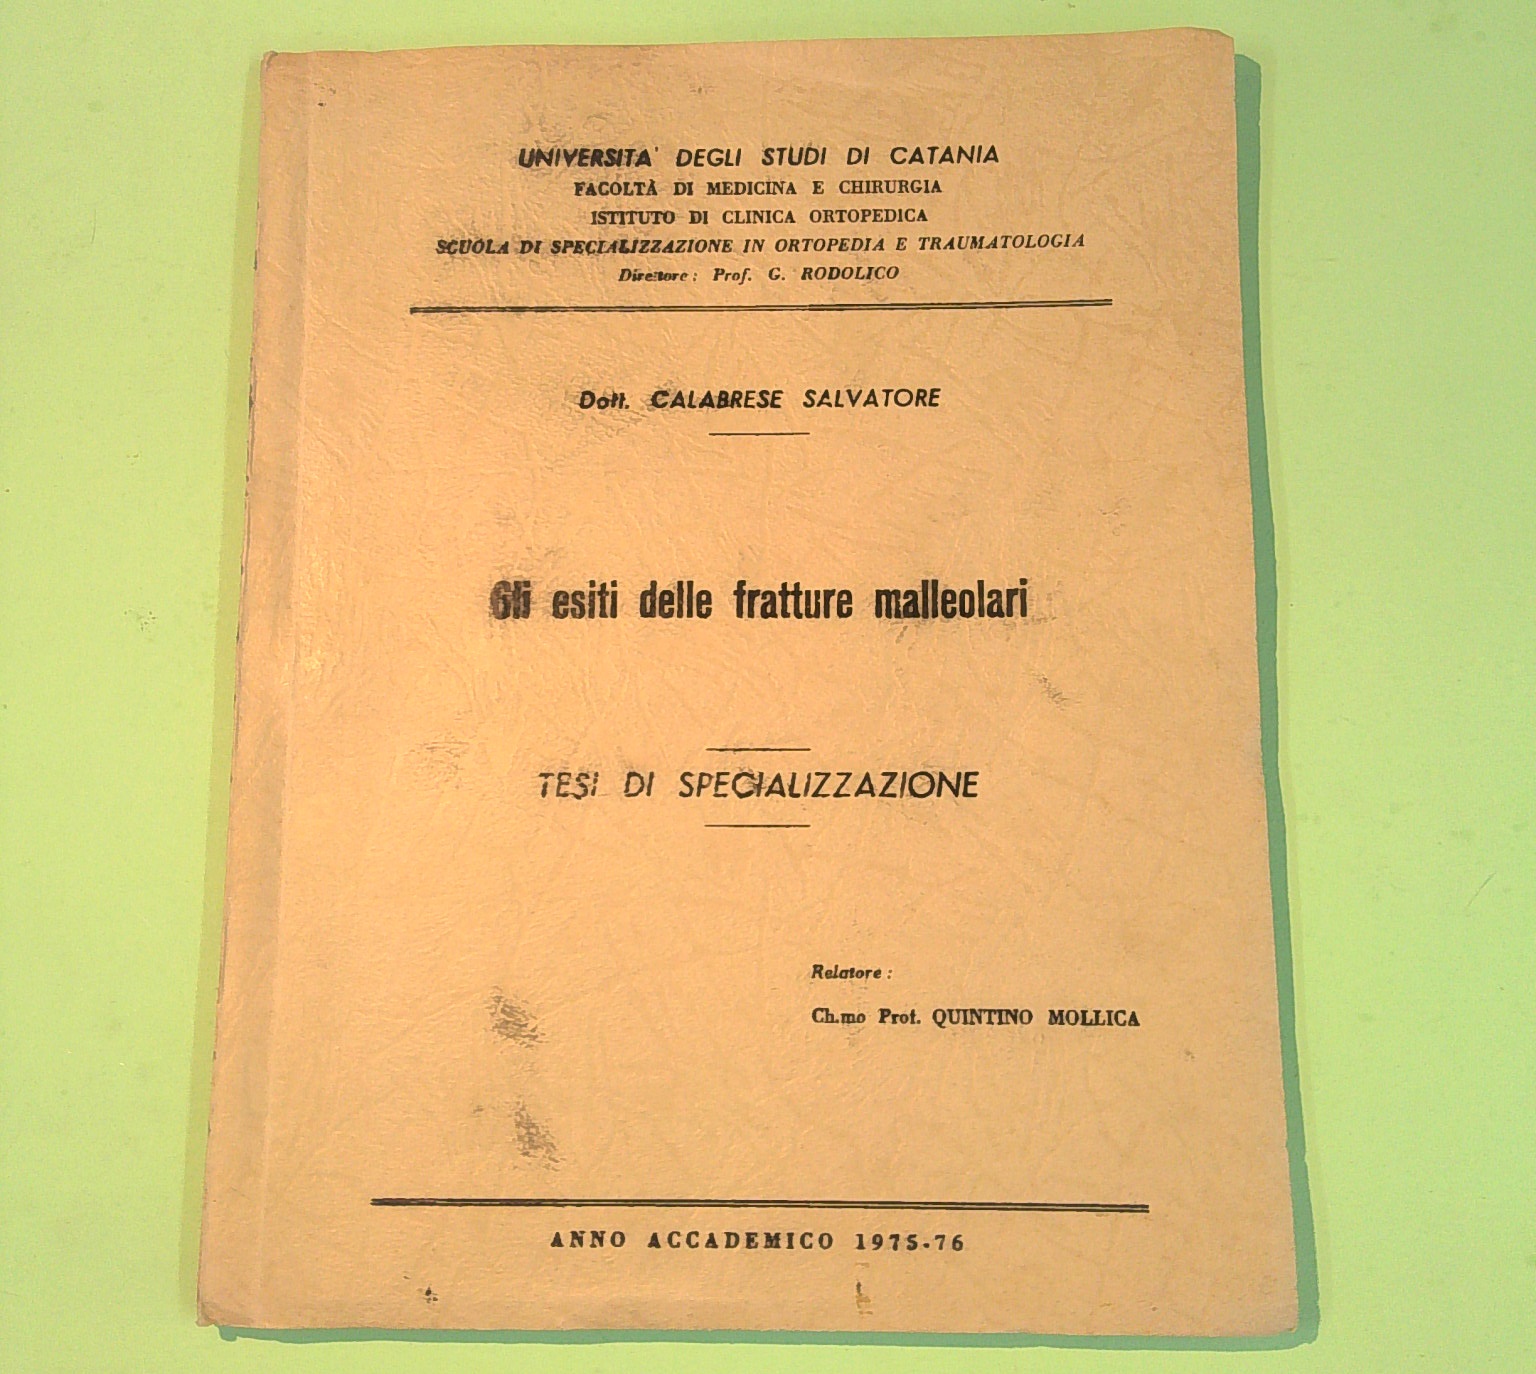 UNIVERSITA' DEGLI STUDI DI CATANIA
FACOLTÀ DI MEDICINA E CHIRURGIA
ISTITUTO DI CLINICA ORTOPEDICA
SCUOLA DI SPECIALIZZAZIONE IN ORTOPEDIA E TRAUMATOLOGIA
Direttore: Prof. G. RODOLICO
Dott. CALABRESE SALVATORE
Gli esiti delle fratture malleolari
TESI DI SPECIALIZZAZIONE
Relatore:
Ch.mo Prof. QUINTINO MOLLICA
ANNO ACCADEMICO 1975-76